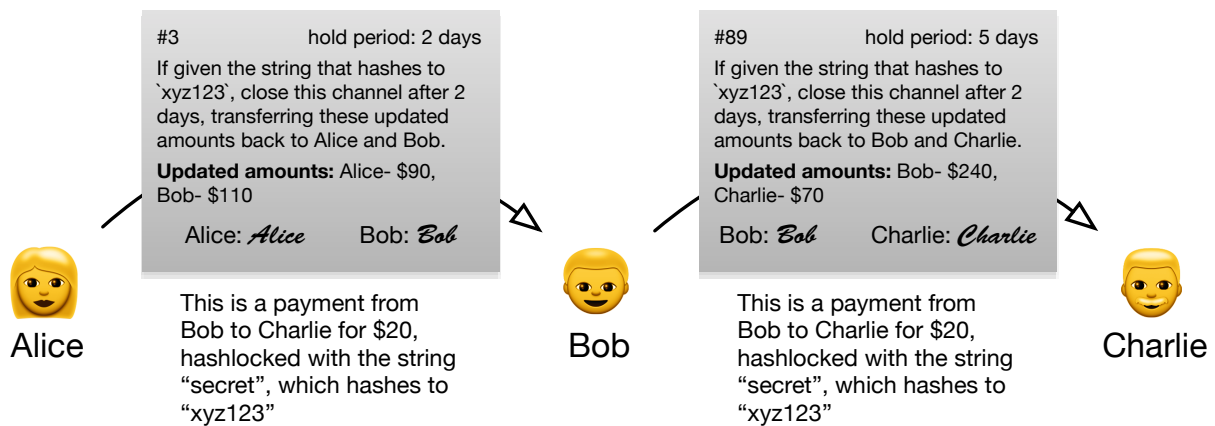 #3 hold period: 2 days
If given the string that hashes to
`xyz123`, close this channel after 2
days, transferring these updated
amounts back to Alice and Bob.
Updated amounts: Alice- $90,
Bob- $110
Alice: Alice Bob: Bob
This is a payment from
Bob to Charlie for $20,
hashlocked with the string
“secret”, which hashes to
“xyz123”
#89 hold period: 5 days
If given the string that hashes to
`xyz123`, close this channel after 2
days, transferring these updated
amounts back to Bob and Charlie.
Updated amounts: Bob- $240,
Charlie- $70
Bob: Bob Charlie: Charlie
This is a payment from
Bob to Charlie for $20,
hashlocked with the string
“secret”, which hashes to
“xyz123”
Alice
Bob
Charlie